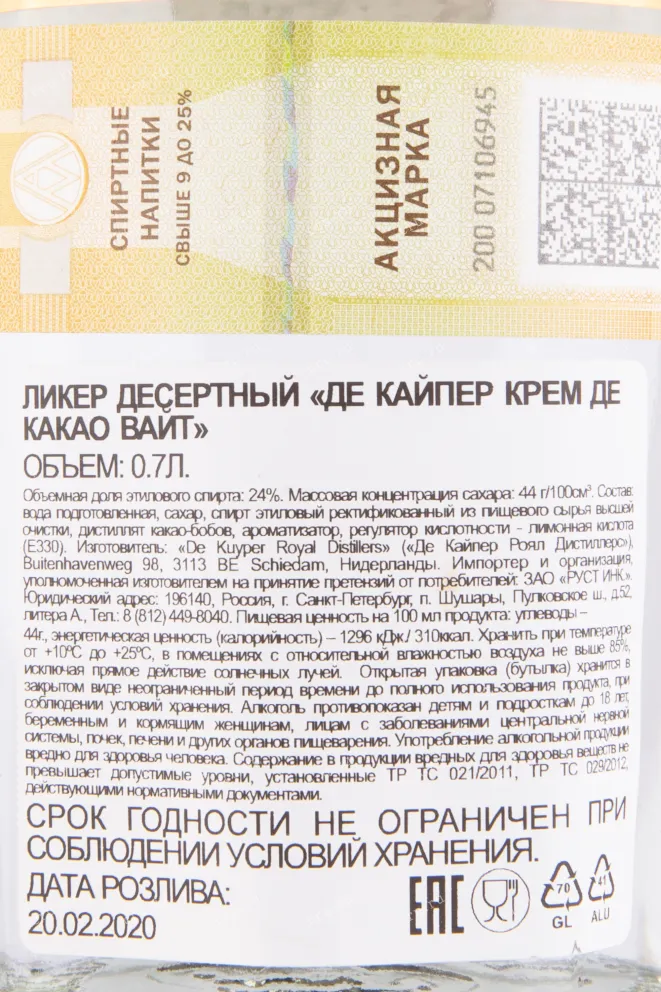 СПИРТНЫЕ
НАПИТКИ
СВЫШЕ 9 ДО 25%
АКЦИЗНАЯ
МАРКА
200 07106945
ЛИКЕР ДЕСЕРТНЫЙ «ДЕ КАЙПЕР КРЕМ ДЕ
КАКАО ВАЙТ»
ОБЪЕМ: 0.7Л.
Объемная доля этилового спирта: 24%. Массовая концентрация сахара: 44 г/100см³. Состав:
вода подготовленная, сахар, спирт этиловый ректификованный из пищевого сырья высшей
очистки, дистиллят какао-бобов, ароматизатор, регулятор кислотности - лимонная кислота
(Е330). Изготовитель: «De Kuyper Royal Distillers» («Де Кайпер Роял Дистиллерс»),
Buitenhavenweg 98, 3113 BE Schiedam, Нидерланды. Импортер и организация,
уполномоченная изготовителем на принятие претензий от потребителей: ЗАО «РУСТ ИНК».
Юридический адрес: 196140, Россия, г. Санкт-Петербург, п. Шушары, Пулковское ш., д.52,
литера А., Тел.: 8 (812) 449-8040. Пищевая ценность на 100 мл продукта: углеводы –
44г., энергетическая ценность (калорийность) – 1296 кДж / 310ккал. Хранить при температуре
от +10°С до +25°С, в помещениях с относительной влажностью воздуха не выше 85%,
исключая прямое действие солнечных лучей. Открытая упаковка (бутылка) хранится в
закрытом виде неограниченный период времени до полного использования продукта, при
соблюдении условий хранения. Алкоголь противопоказан детям и подросткам до 18 лет,
беременным и кормящим женщинам, лицам с заболеваниями центральной нервной
системы, почек, печени и других органов пищеварения. Употребление алкогольной продукции
вредно для здоровья человека. Содержание в продукции вредных для здоровья веществ не
превышает допустимые уровни, установленные ТР ТС 021/2011, ТР ТС 029/2012,
действующими нормативными документами.
СРОК ГОДНОСТИ НЕ ОГРАНИЧЕН ПРИ
СОБЛЮДЕНИИ УСЛОВИЙ ХРАНЕНИЯ.
ДАТА РОЗЛИВА:
20.02.2020
EAC
70
GL
41
ALU